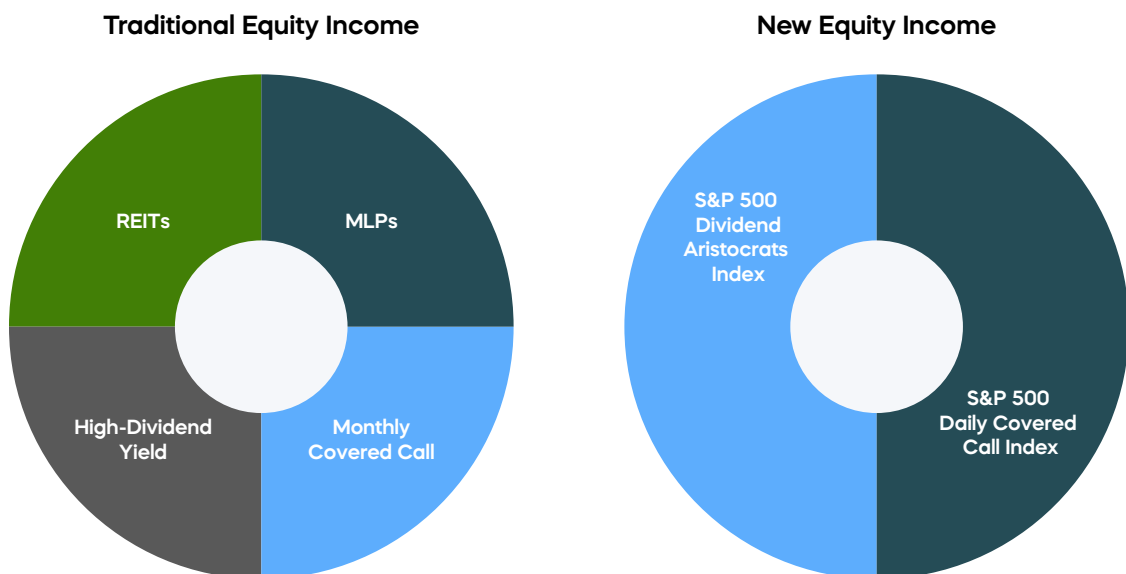 Traditional Equity Income
New Equity Income
REITs
MLPs
High-Dividend
Yield
Monthly
Covered Call
S&P 500
Dividend
Aristocrats
Index
S&P 500
Daily Covered
Call Index